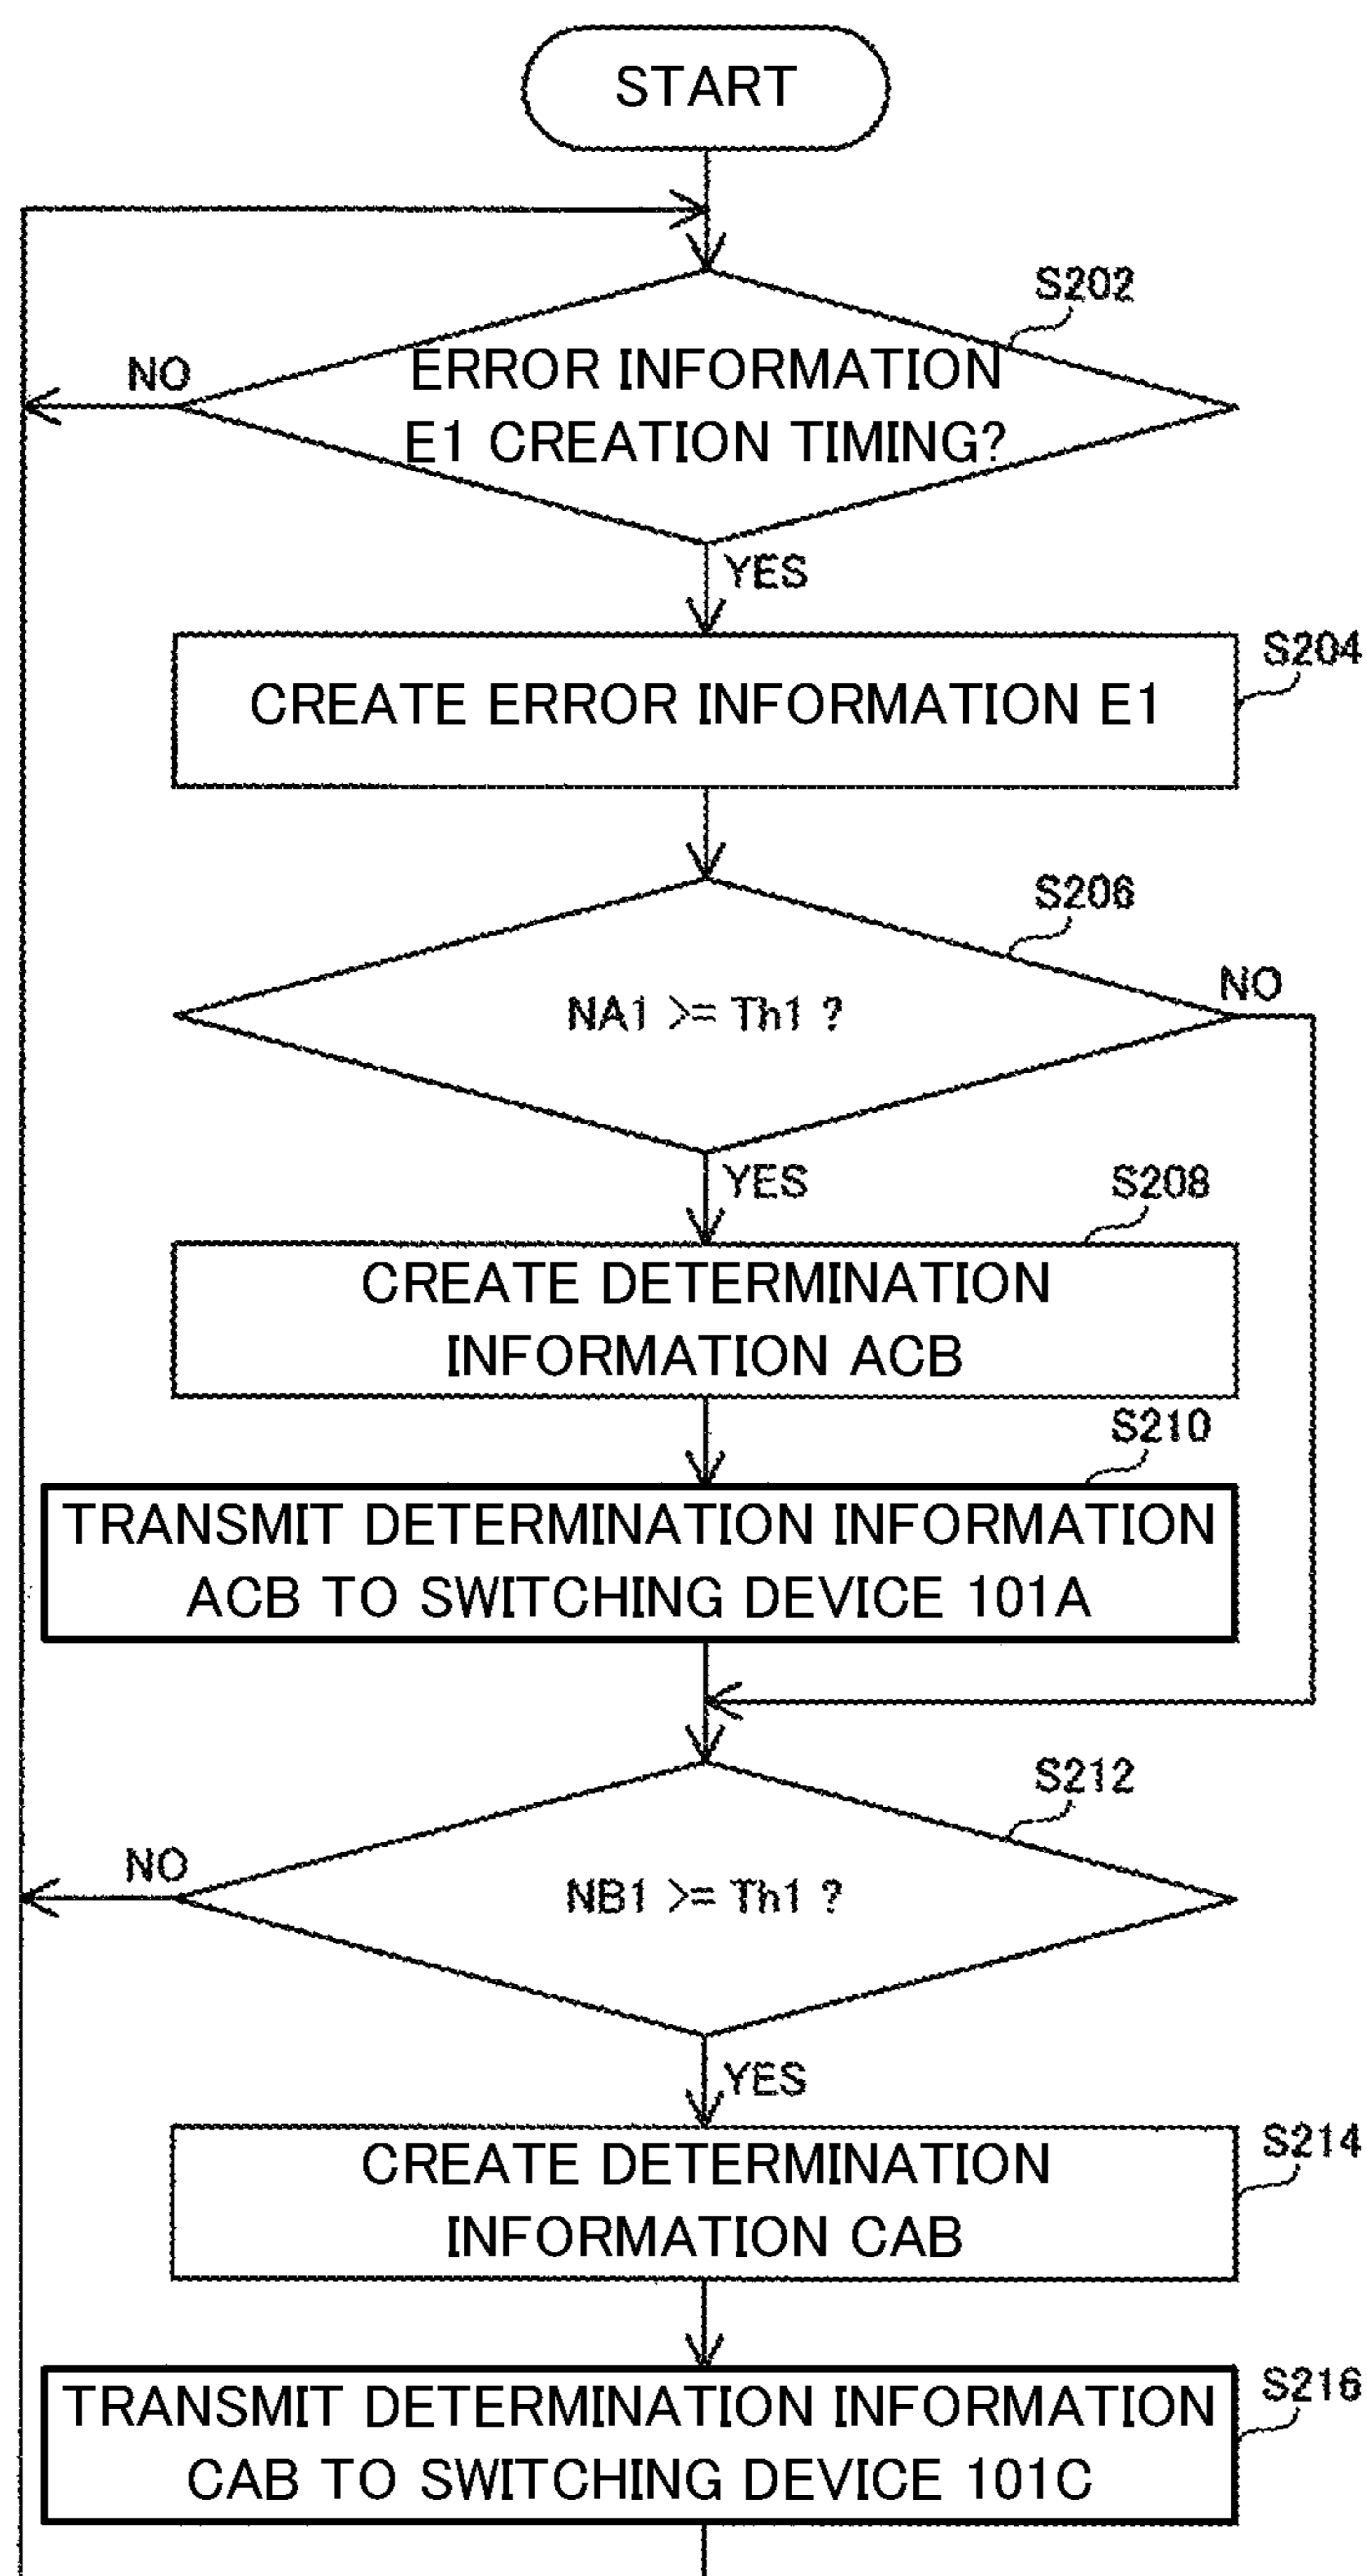 START
S202
NO
ERROR INFORMATION
E1 CREATION TIMING?
YES
S204
CREATE ERROR INFORMATION E1
S206
NO
NA1 >= Th1 ?
YES
S208
CREATE DETERMINATION
INFORMATION ACB
S210
TRANSMIT DETERMINATION INFORMATION
ACB TO SWITCHING DEVICE 101A
S212
NO
NB1 >= Th1 ?
YES
S214
CREATE DETERMINATION
INFORMATION CAB
S216
TRANSMIT DETERMINATION INFORMATION
CAB TO SWITCHING DEVICE 101C